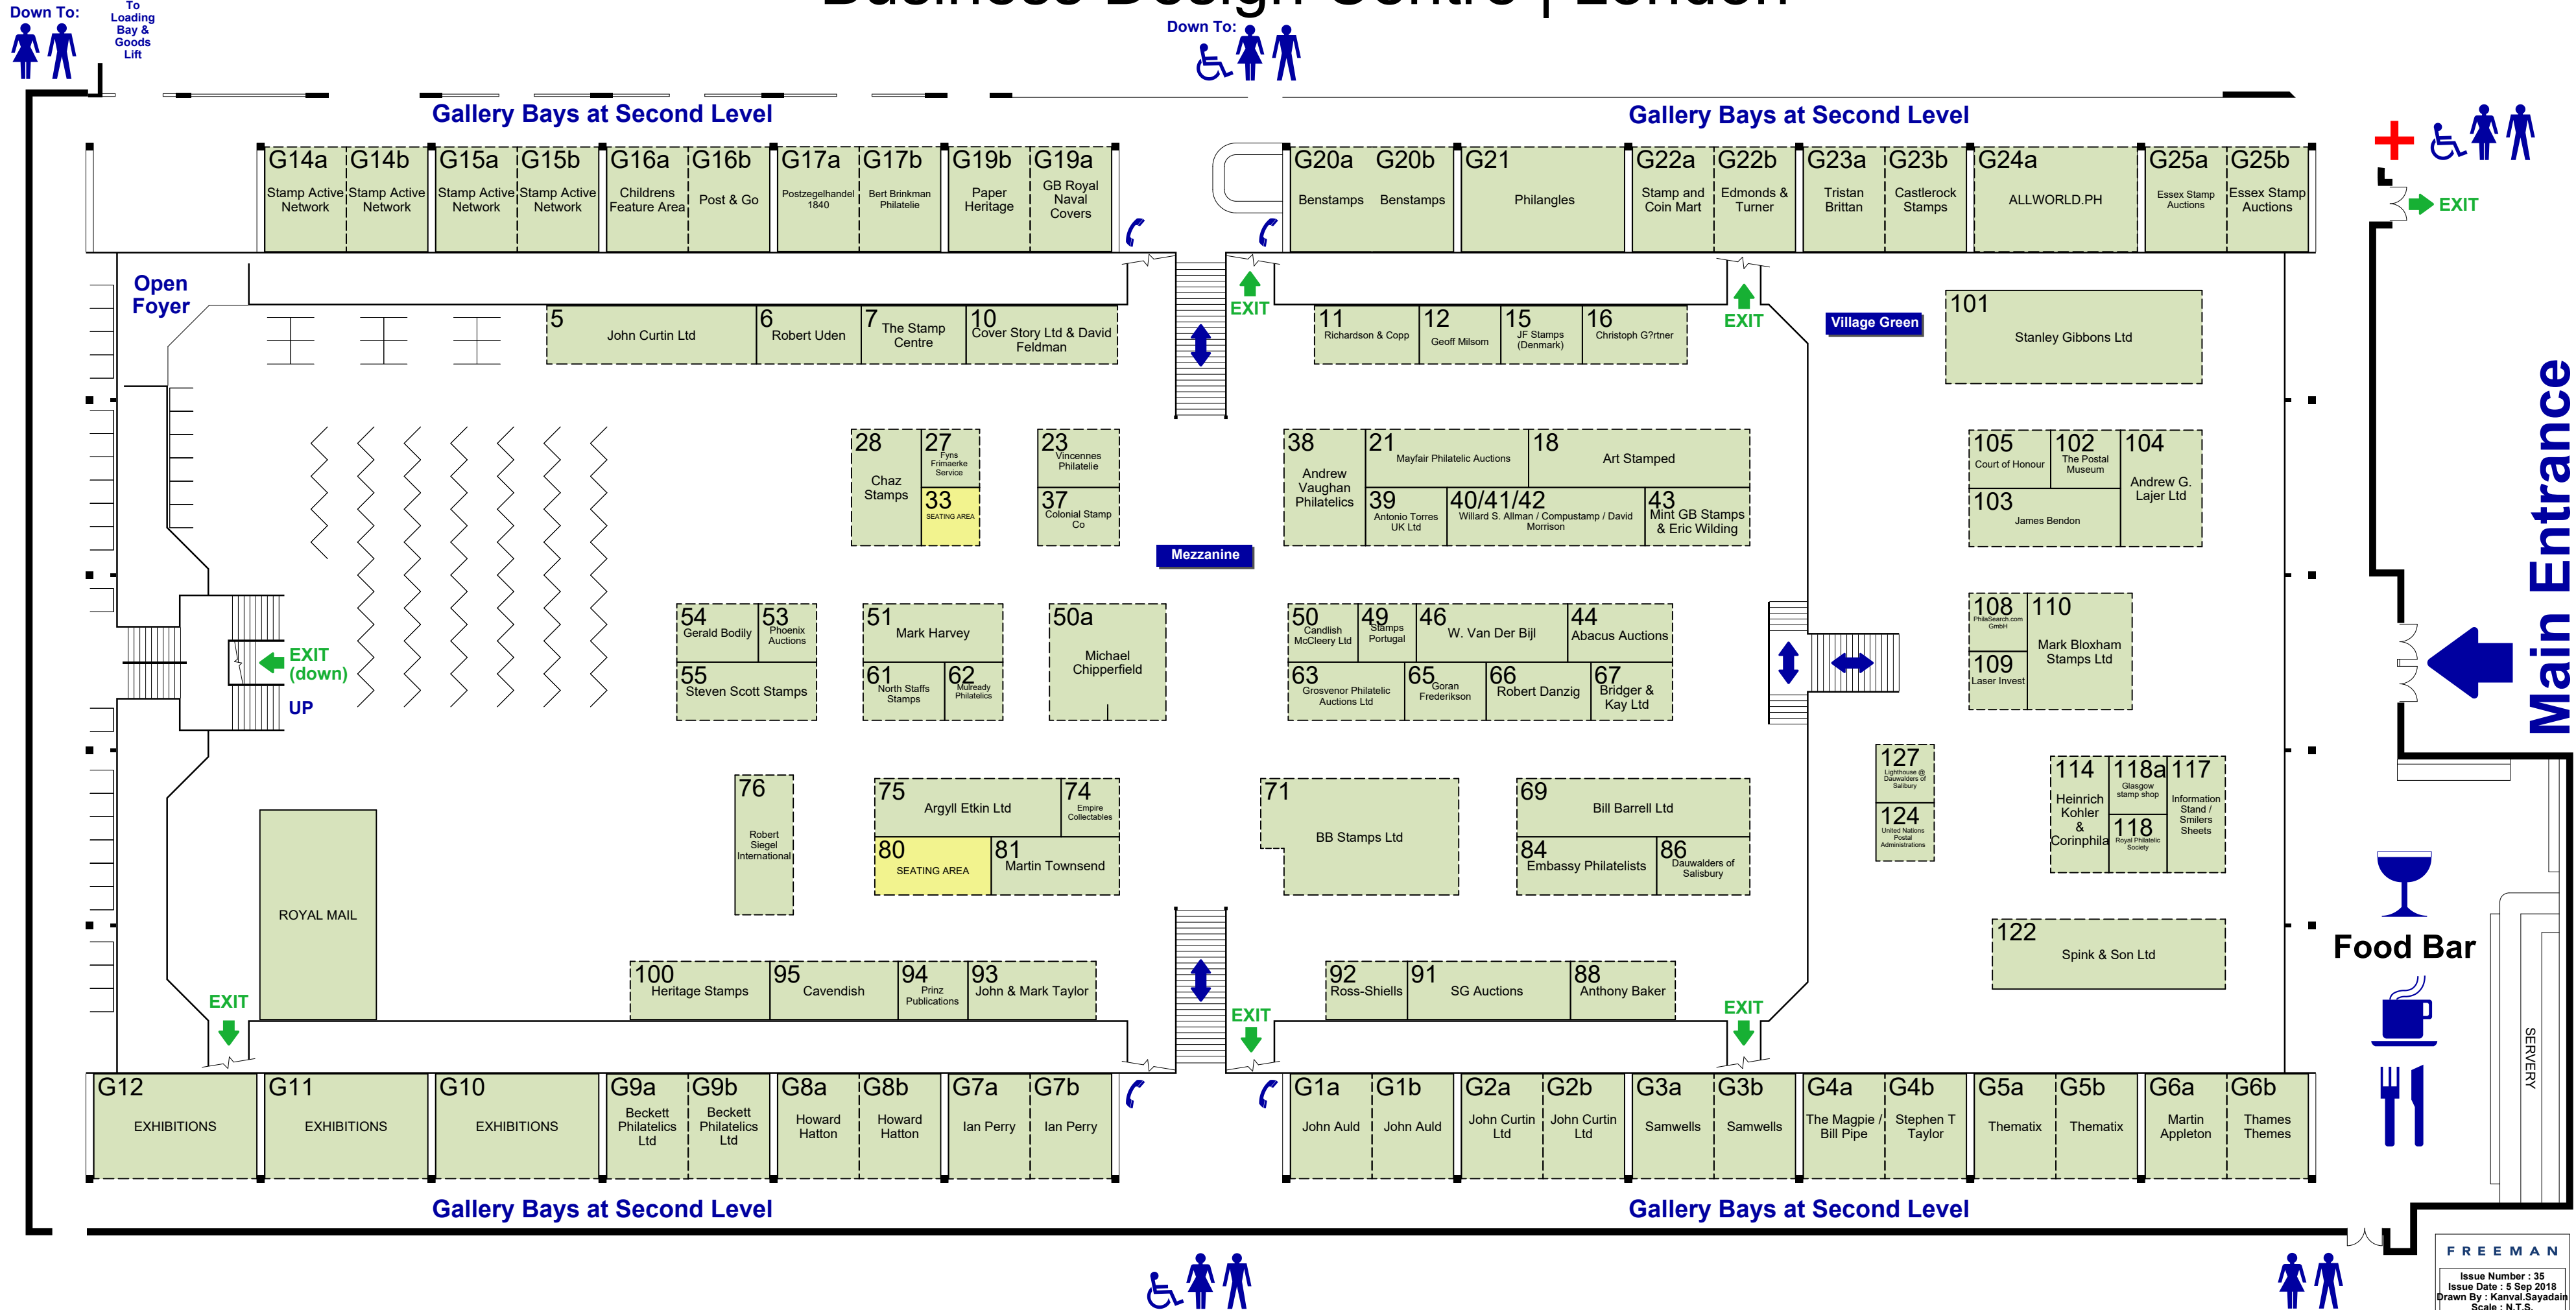 Business Design Centre | London
Down To:
To
Loading
Bay &
Goods
Lift
Down To:
Gallery Bays at Second Level
Gallery Bays at Second Level
G14a
Stamp Active
Network
G14b
Stamp Active
Network
G15a
Stamp Active
Network
G15b
Stamp Active
Network
G16a
Childrens
Feature Area
G16b
Post & Go
G17a
Postzegelhandel
1840
G17b
Bert Brinkman
Philatelie
G19b
Paper
Heritage
G19a
GB Royal
Naval
Covers
G20a
Benstamps
G20b
Benstamps
G21
Philangles
G22a
Stamp and
Coin Mart
G22b
Edmonds &
Turner
G23a
Tristan
Brittan
G23b
Castlerock
Stamps
G24a
ALLWORLD.PH
G25a
Essex Stamp
Auctions
G25b
Essex Stamp
Auctions
EXIT
Open
Foyer
5
John Curtin Ltd
6
Robert Uden
7
The Stamp
Centre
10
Cover Story Ltd & David
Feldman
EXIT
11
Richardson & Copp
12
Geoff Milsom
15
JF Stamps
(Denmark)
16
Christoph G?rtner
EXIT
Village Green
101
Stanley Gibbons Ltd
28
Chaz
Stamps
27
Fyns
Frimaerke
Service
33
SEATING AREA
23
Vincennes
Philatelie
37
Colonial Stamp
Co
38
Andrew
Vaughan
Philatelics
21
Mayfair Philatelic Auctions
18
Art Stamped
39
Antonio Torres
UK Ltd
40/41/42
Willard S. Allman / Compustamp / David
Morrison
43
Mint GB Stamps
& Eric Wilding
105
Court of Honour
102
The Postal
Museum
104
Andrew G.
Lajer Ltd
103
James Bendon
Main Entrance
Mezzanine
54
Gerald Bodily
53
Phoenix
Auctions
55
Steven Scott Stamps
51
Mark Harvey
61
North Staffs
Stamps
62
Mulready
Philatelics
50a
Michael
Chipperfield
50
Candlish
McCleery Ltd
49
Stamps
Portugal
46
W. Van Der Bijl
44
Abacus Auctions
63
Grosvenor Philatelic
Auctions Ltd
65
Goran
Frederikson
66
Robert Danzig
67
Bridger &
Kay Ltd
108
PhilaSearch.com
GmbH
109
Laser Invest
110
Mark Bloxham
Stamps Ltd
EXIT
(down)
UP
76
Robert
Siegel
International
75
Argyll Etkin Ltd
74
Empire
Collectables
80
SEATING AREA
81
Martin Townsend
71
BB Stamps Ltd
69
Bill Barrell Ltd
84
Embassy Philatelists
86
Dauwalders of
Salisbury
127
Lighthouse @
Dauwalders of
Salibury
124
United Nations
Postal
Administrations
114
Heinrich
Kohler
&
Corinphila
118a
Glasgow
stamp shop
118
Royal Philatelic
Society
117
Information
Stand /
Smilers
Sheets
ROYAL MAIL
122
Spink & Son Ltd
Food Bar
SERVERY
EXIT
100
Heritage Stamps
95
Cavendish
94
Prinz
Publications
93
John & Mark Taylor
EXIT
92
Ross-Shiells
91
SG Auctions
88
Anthony Baker
EXIT
G12
EXHIBITIONS
G11
EXHIBITIONS
G10
EXHIBITIONS
G9a
Beckett
Philatelics
Ltd
G9b
Beckett
Philatelics
Ltd
G8a
Howard
Hatton
G8b
Howard
Hatton
G7a
Ian Perry
G7b
Ian Perry
G1a
John Auld
G1b
John Auld
G2a
John Curtin
Ltd
G2b
John Curtin
Ltd
G3a
Samwells
G3b
Samwells
G4a
The Magpie /
Bill Pipe
G4b
Stephen T
Taylor
G5a
Thematix
G5b
Thematix
G6a
Martin
Appleton
G6b
Thames
Themes
Gallery Bays at Second Level
Gallery Bays at Second Level
FREEMAN
Issue Number : 35
Issue Date : 5 Sep 2018
Drawn By : Kanval.Sayadain
Scale : N.T.S.